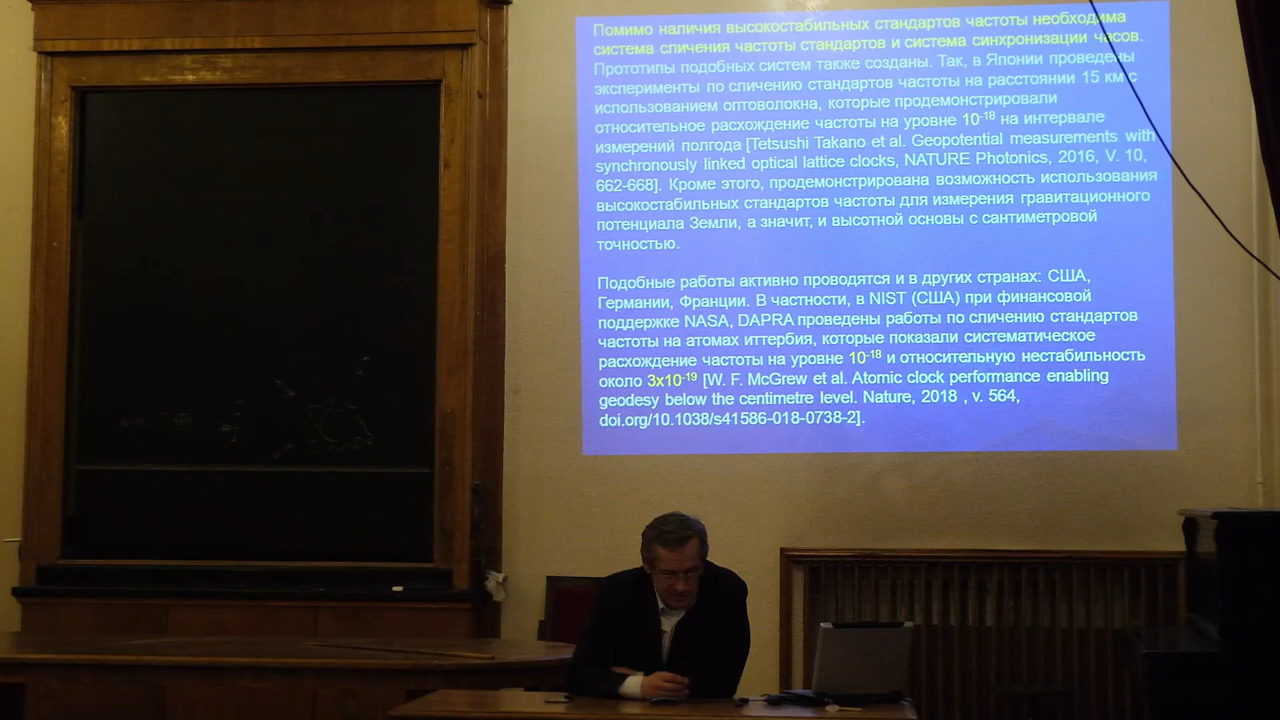 Помимо наличия высокостабильных стандартов частоты необходима
система сличения частоты стандартов и система синхронизации часов.
Прототипы подобных систем также созданы. Так, в Японии проведены
эксперименты по сличению стандартов частоты на расстоянии 15 км с
использованием оптоволокна, которые продемонстрировали
относительное расхождение частоты на уровне 10⁻¹⁸ на интервале
измерений полгода [Tetsushi Takano et al. Geopotential measurements with
synchronously linked optical lattice clocks, NATURE Photonics, 2016, V. 10,
662-668]. Кроме этого, продемонстрирована возможность использования
высокостабильных стандартов частоты для измерения гравитационного
потенциала Земли, а значит, и высотной основы с сантиметровой
точностью.
Подобные работы активно проводятся и в других странах: США,
Германии, Франции. В частности, в NIST (США) при финансовой
поддержке NASA, DAPRA проведены работы по сличению стандартов
частоты на атомах иттербия, которые показали систематическое
расхождение частоты на уровне 10⁻¹⁸ и относительную нестабильность
около 3x10⁻¹⁹ [W. F. McGrew et al. Atomic clock performance enabling
geodesy below the centimetre level. Nature, 2018 , v. 564,
doi.org/10.1038/s41586-018-0738-2].